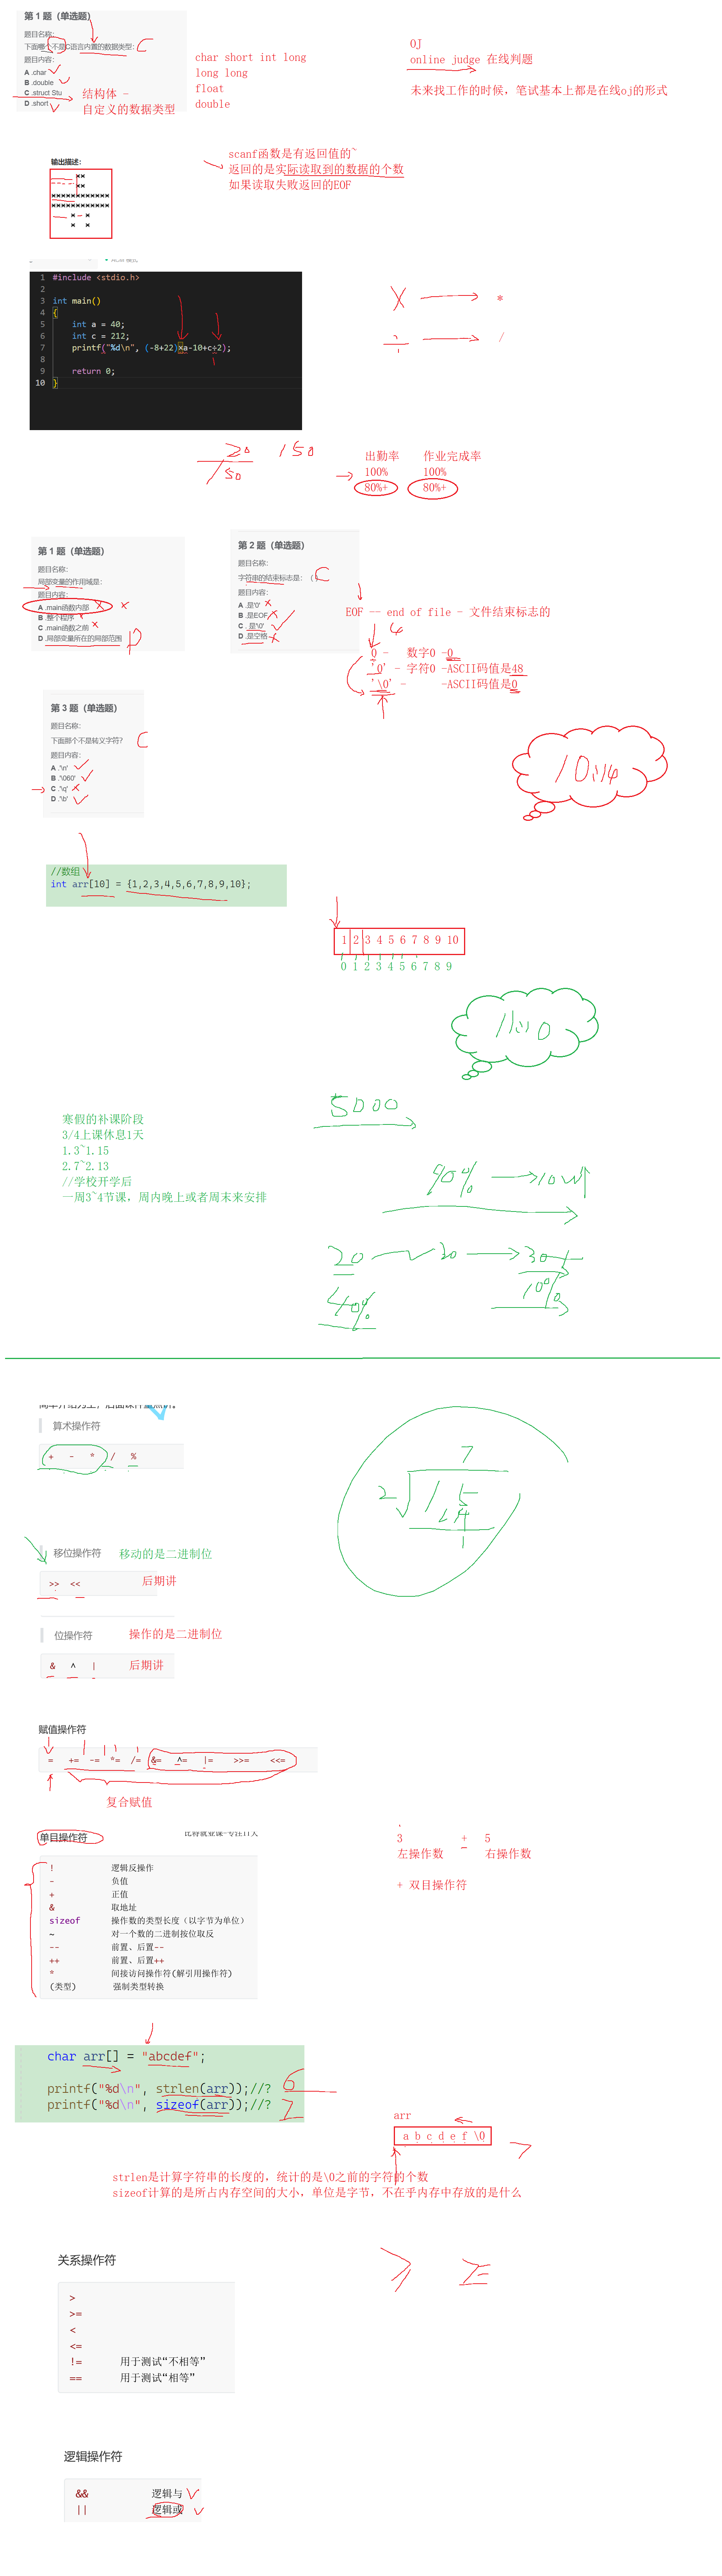 第 1 题（单选题）
题目名称：
下面哪个不是C语言内置的数据类型： C
题目内容：
A .char
B .double
C .struct Stu
D .short
结构体 -
自定义的数据类型
char short int long
long long
float
double
OJ
online judge 在线判题
未来找工作的时候，笔试基本上都是在线oj的形式
输出描述：
**
**
************
************
*  *
*  *
scanf函数是有返回值的~
返回的是实际读取到的数据的个数
如果读取失败返回的EOF
1 #include <stdio.h>
2
3 int main()
4 {
5 int a = 40;
6 int c = 212;
7 printf("%d\n", (-8+22)×a-10+c÷2);
8
9 return 0;
10 }
× *
÷ /
20 150
150
出勤率 作业完成率
100% 100%
80%+ 80%+
第 1 题（单选题）
题目名称：
局部变量的作用域是：
题目内容：
A .main函数内部
B .整个程序
C .main函数之前
D .局部变量所在的局部范围
D
第 2 题（单选题）
题目名称：
字符串的结束标志是：（ ） C
题目内容：
A .是'0'
B .是EOF
C .是'\0'
D .是空格
EOF -- end of file - 文件结束标志的
0 - 数字0 -0
'0' - 字符0 -ASCII码值是48
'\0' - -ASCII码值是0
第 3 题（单选题）
题目名称：
下面那个不是转义字符？ C
题目内容：
A .'\n'
B .'\060'
C .'\q'
D .'\b'
10:14
//数组
int arr[10] = {1,2,3,4,5,6,7,8,9,10};
1 2 3 4 5 6 7 8 9 10
0 1 2 3 4 5 6 7 8 9
5000
寒假的补课阶段
3/4上课休息1天
1.3~1.15
2.7~2.13
//学校开学后
一周3~4节课，周内晚上或者周末来安排
40% 10W
20 30
40% 10%
算术操作符
+ - * / %
7
2 15
14
1
移位操作符 移动的是二进制位
>> << 后期讲
位操作符 操作的是二进制位
& ^ | 后期讲
赋值操作符
= += -= *= /= &= ^= |= >>= <<=
复合赋值
单目操作符
! 逻辑反操作
- 负值
+ 正值
& 取地址
sizeof 操作数的类型长度（以字节为单位）
~ 对一个数的二进制按位取反
-- 前置、后置--
++ 前置、后置++
* 间接访问操作符(解引用操作符)
(类型) 强制类型转换
3 + 5
左操作数 右操作数
+ 双目操作符
char arr[] = "abcdef";
printf("%d\n", strlen(arr));//? 6
printf("%d\n", sizeof(arr));//? 7
arr
a b c d e f \0
7
strlen是计算字符串的长度的，统计的是\0之前的字符的个数
sizeof计算的是所占内存空间的大小，单位是字节，不在乎内存中存放的是什么
关系操作符
>
>=
<
<=
!= 用于测试“不相等”
== 用于测试“相等”
逻辑操作符
&& 逻辑与
|| 逻辑或